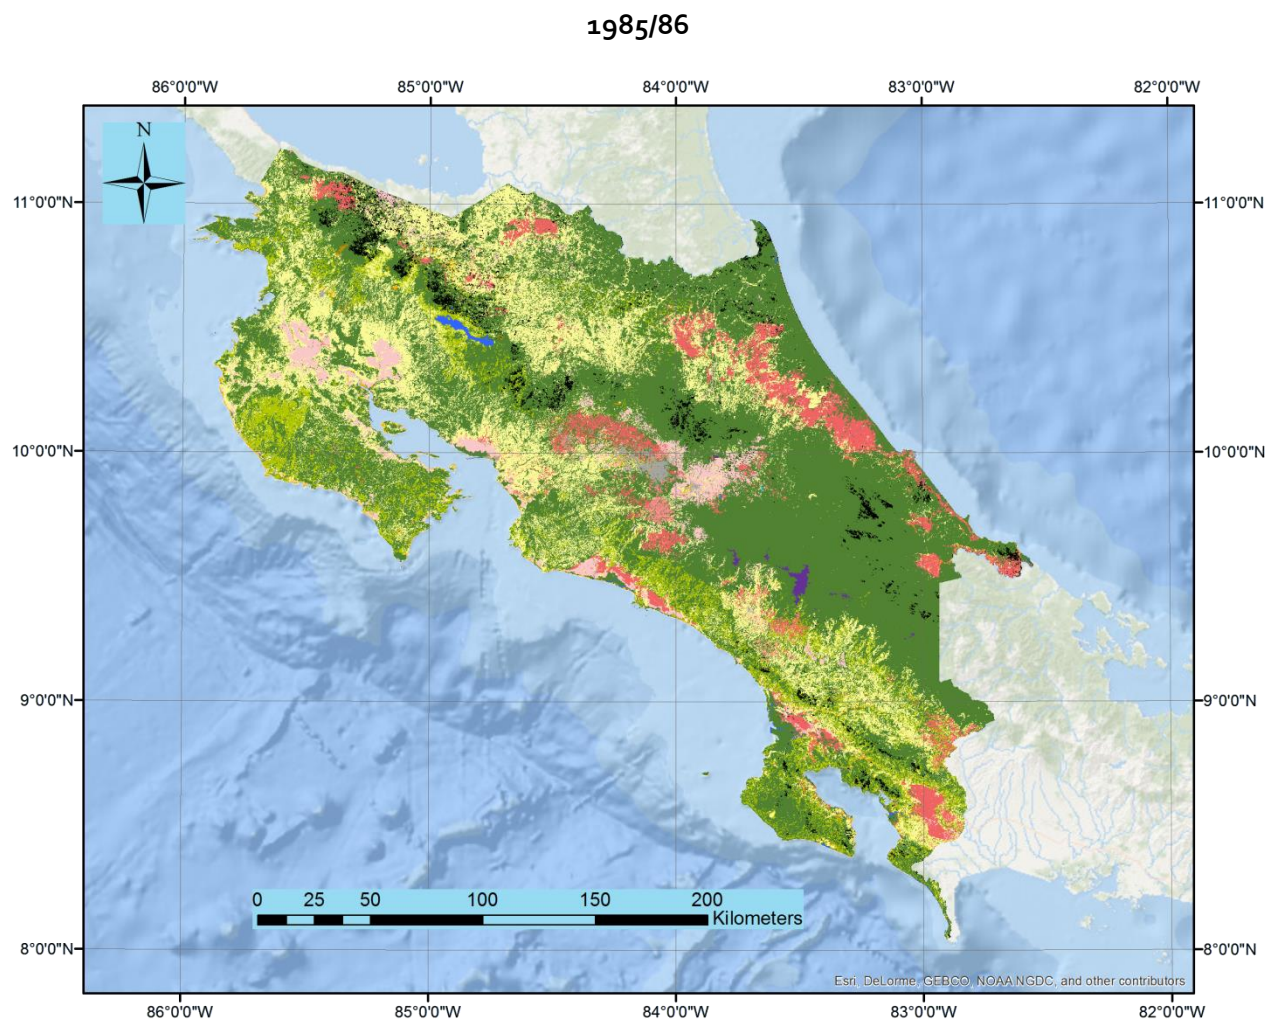 1985/86
86°0'0"W 85°0'0"W 84°0'0"W 83°0'0"W 82°0'0"W
N
11°0'0"N 11°0'0"N
10°0'0"N 10°0'0"N
9°0'0"N 9°0'0"N
0 25 50 100 150 200
Kilometers
8°0'0"N 8°0'0"N
Esri, DeLorme, GEBCO, NOAA NGDC, and other contributors
86°0'0"W 85°0'0"W 84°0'0"W 83°0'0"W 82°0'0"W